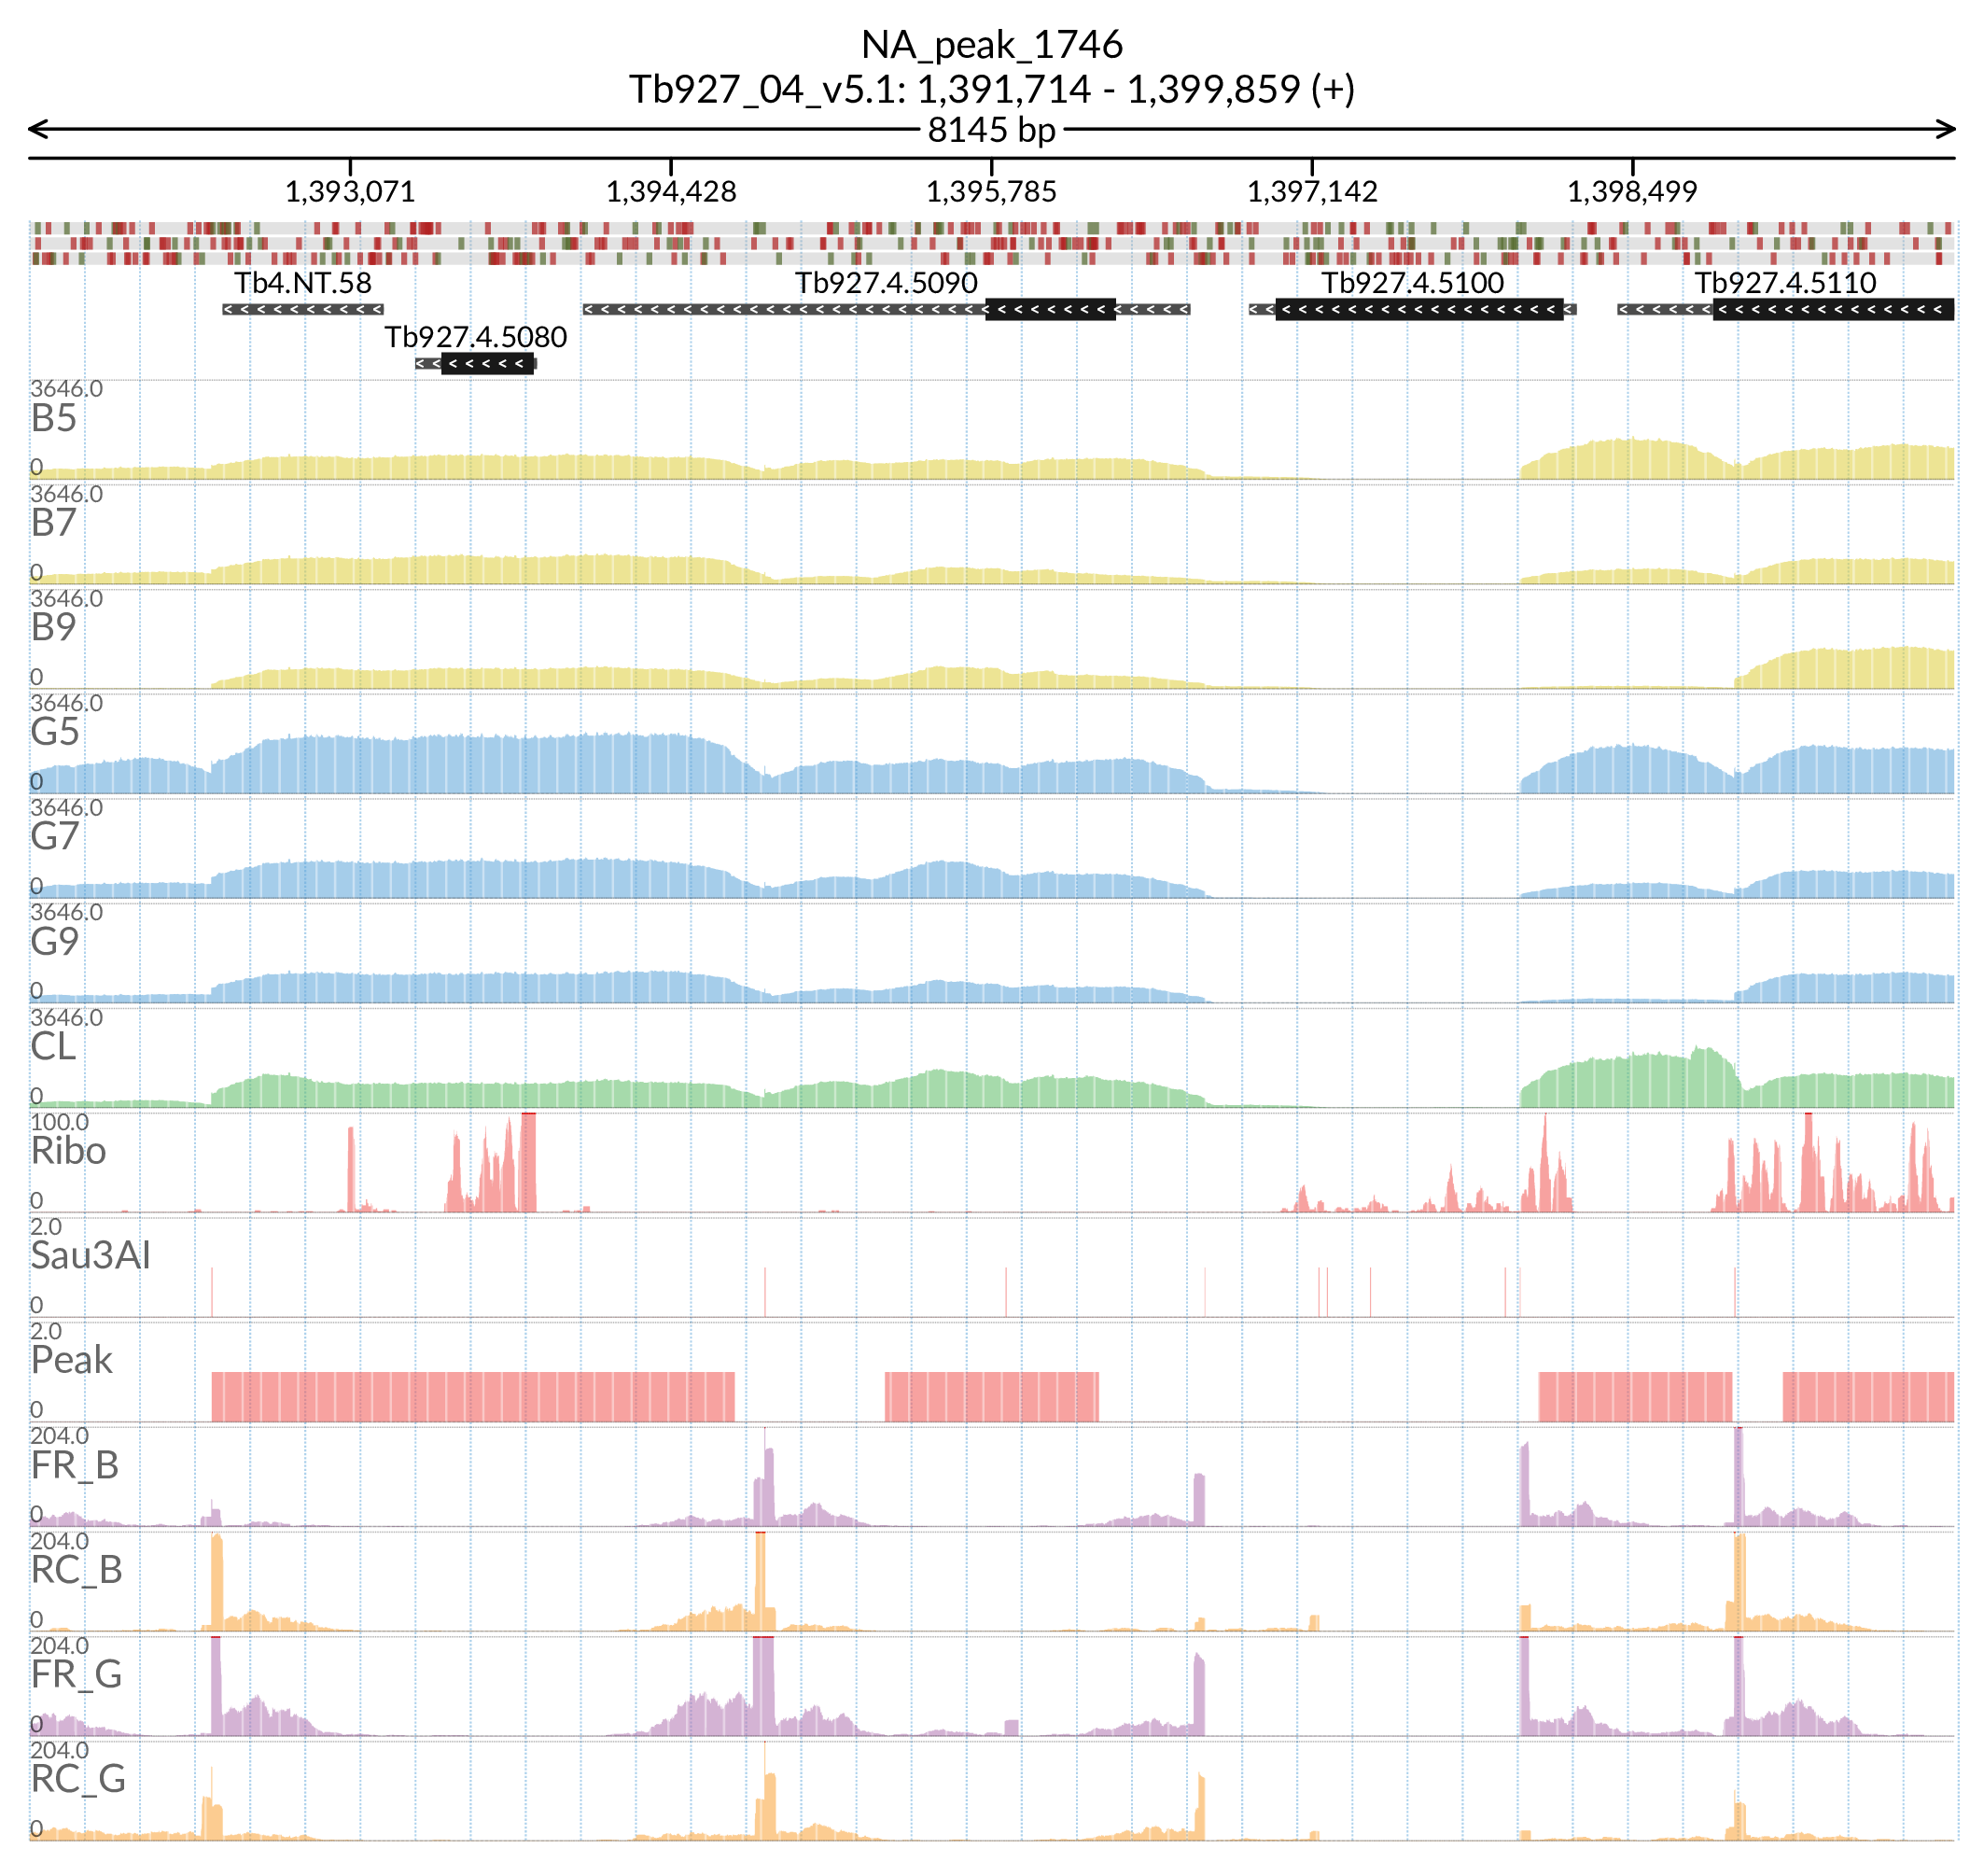 NA_peak_1746
Tb927_04_v5.1: 1,391,714 - 1,399,859 (+)
8145 bp
1,393,071 1,394,428 1,395,785 1,397,142 1,398,499
Tb4.NT.58 Tb927.4.5090 Tb927.4.5100 Tb927.4.5110
Tb927.4.5080
3646.0
B5
0
3646.0
B7
0
3646.0
B9
0
3646.0
G5
0
3646.0
G7
0
3646.0
G9
0
3646.0
CL
0
100.0
Ribo
0
2.0
Sau3AI
0
2.0
Peak
0
204.0
FR_B
0
204.0
RC_B
0
204.0
FR_G
0
204.0
RC_G
0